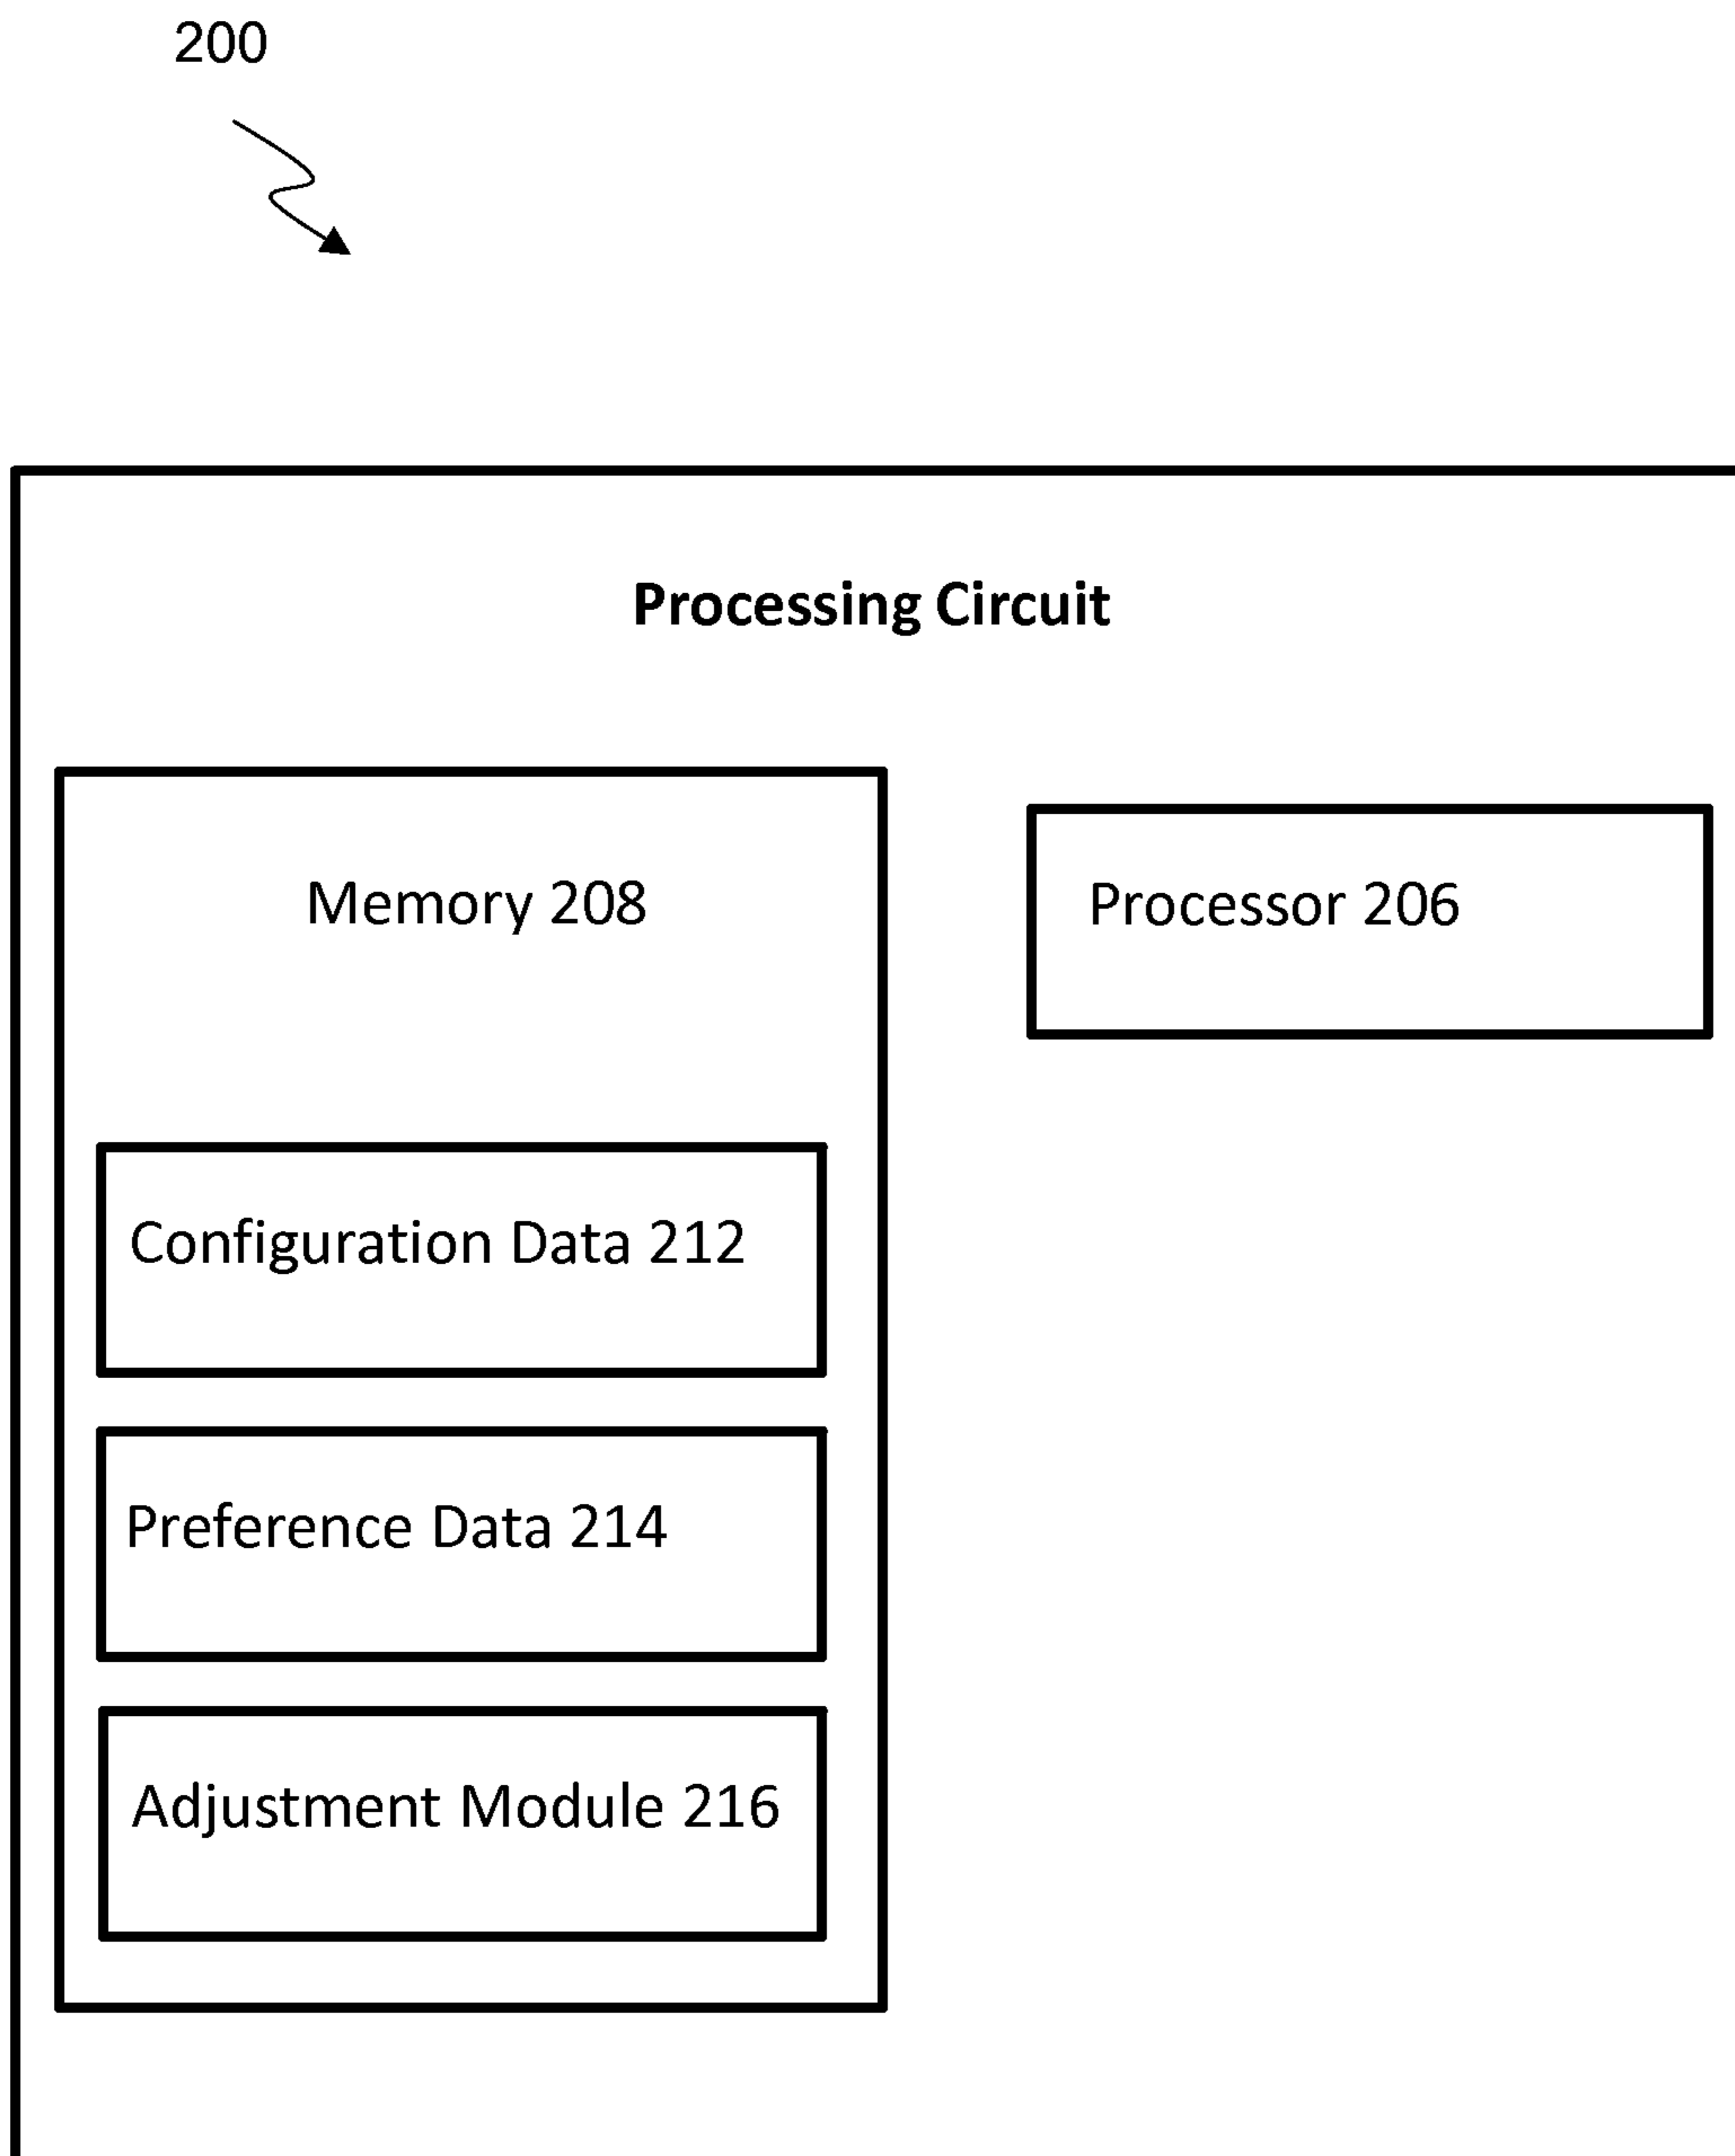 200
Processing Circuit
Memory 208
Processor 206
Configuration Data 212
Preference Data 214
Adjustment Module 216